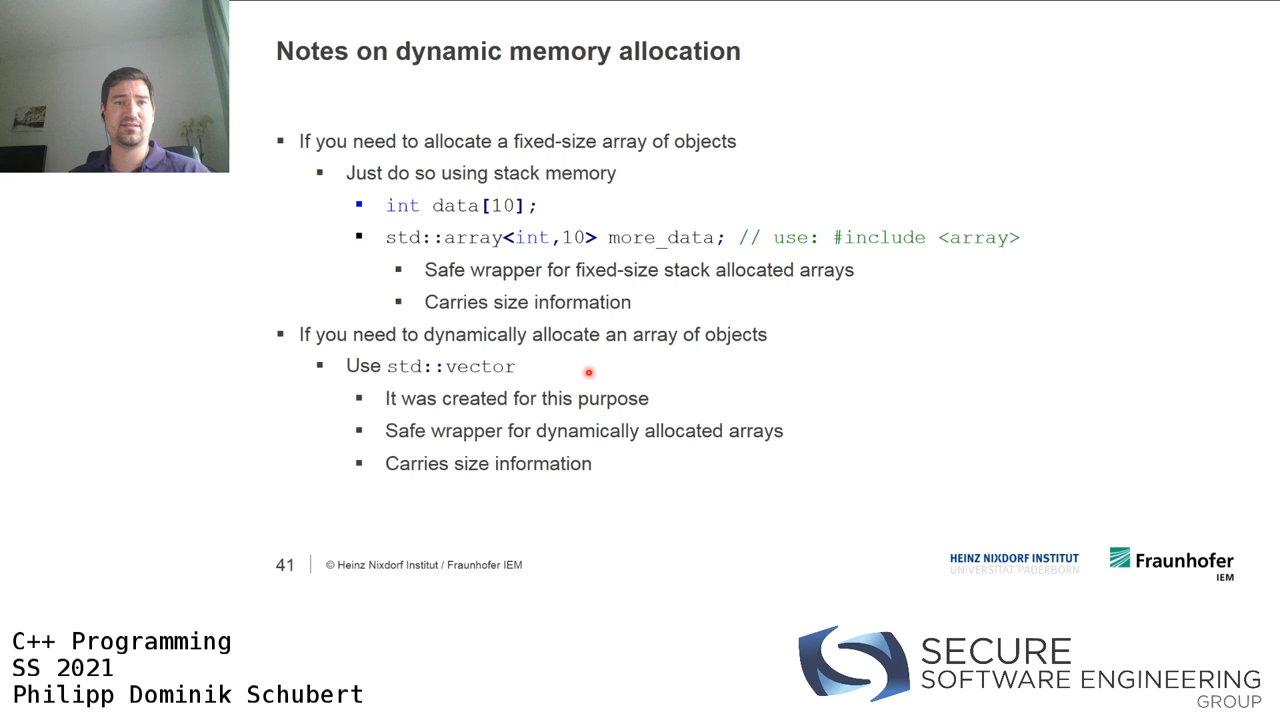 Notes on dynamic memory allocation
If you need to allocate a fixed-size array of objects
Just do so using stack memory
int data[10];
std::array<int,10> more_data; // use: #include <array>
Safe wrapper for fixed-size stack allocated arrays
Carries size information
If you need to dynamically allocate an array of objects
Use std::vector
It was created for this purpose
Safe wrapper for dynamically allocated arrays
Carries size information
41
© Heinz Nixdorf Institut / Fraunhofer IEM
HEINZ NIXDORF INSTITUT
UNIVERSITÄT PADERBORN
Fraunhofer
IEM
C++ Programming
SS 2021
Philipp Dominik Schubert
SECURE
SOFTWARE ENGINEERING
GROUP